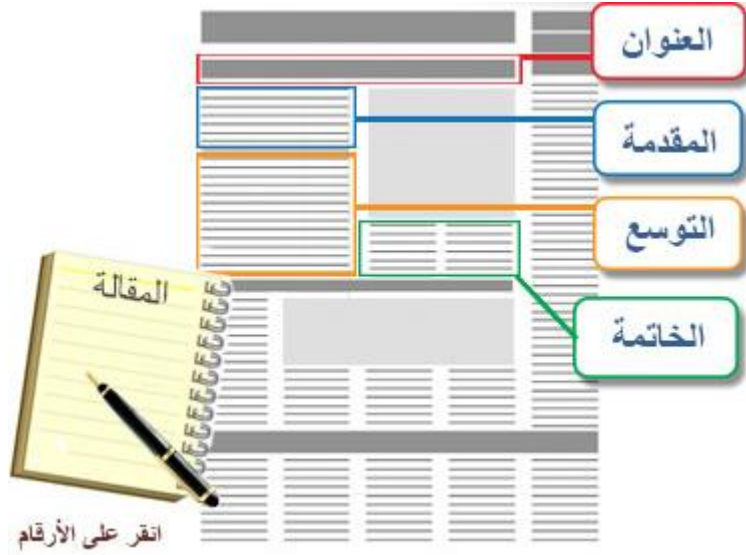 العنوان
المقدمة
التوسع
الخاتمة
المقالة
انقر على الأرقام